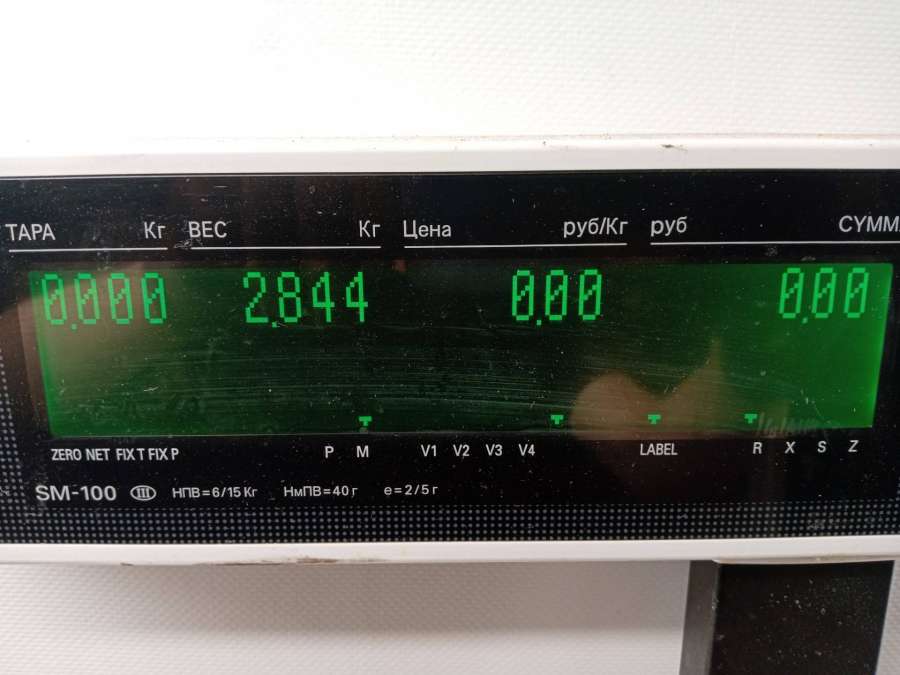 ТАРА Кг ВЕС Кг Цена руб/Кг руб СУММ
0.000 2.844 0.00 0.00
ZERO NET FIX T FIX P P M V1 V2 V3 V4 LABEL R X S Z
SM-100 III НПВ=6/15 Кг НмПВ=40 г e=2/5 г